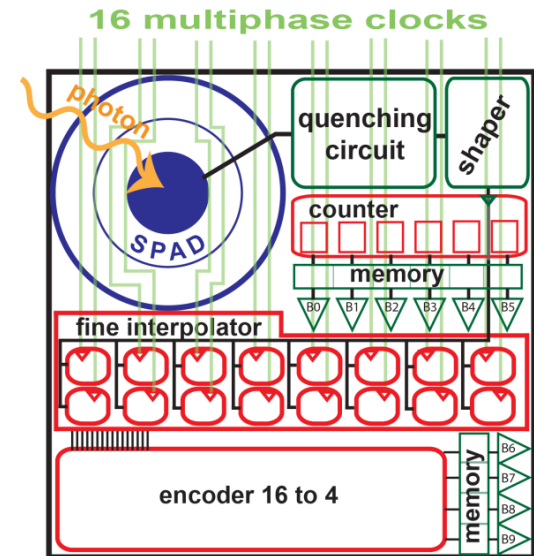 16 multiphase clocks
photon
SPAD
quenching
circuit
shaper
counter
memory
B0 B1 B2 B3 B4 B5
fine interpolator
encoder 16 to 4
memory
B6
B7
B8
B9